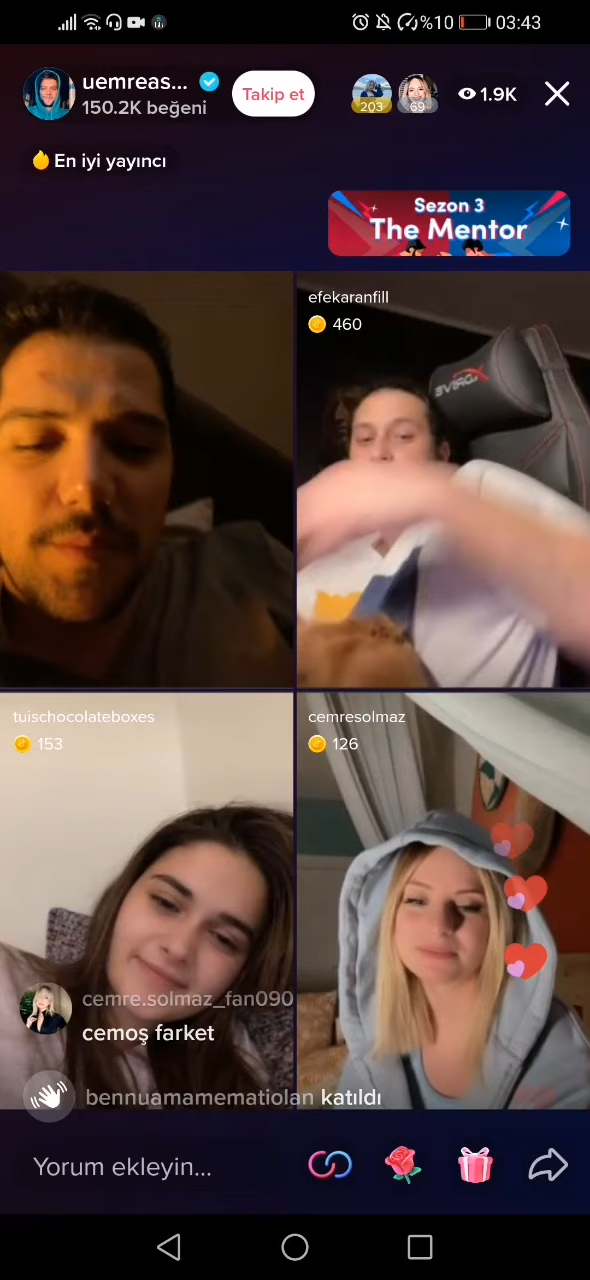 %10
03:43
uemreas...
150.2K beğeni
Takip et
203
69
1.9K
En iyi yayıncı
Sezon 3
The Mentor
efekaranfill
460
tuischocolateboxes
153
cemresolmaz
126
cemre.solmaz_fan090
cemoş farket
bennuamamematiolan katıldı
Yorum ekleyin...